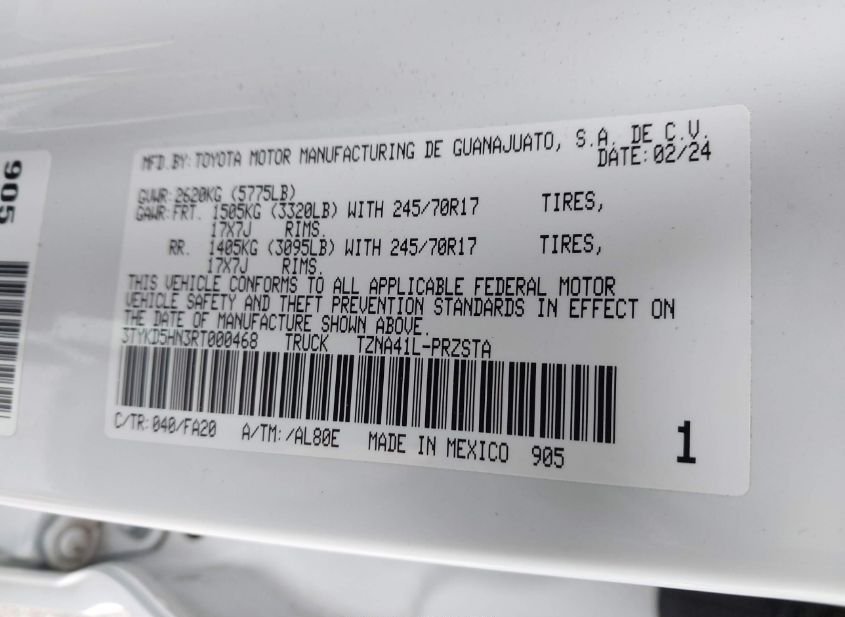 905
MFD.BY: TOYOTA MOTOR MANUFACTURING DE GUANAJUATO, S.A. DE C.V.
DATE: 02/24
GVWR: 2620KG (5775LB)
GAWR: FRT. 1505KG (3320LB) WITH 245/70R17 TIRES,
17X7J RIMS.
RR. 1405KG (3095LB) WITH 245/70R17 TIRES,
17X7J RIMS.
THIS VEHICLE CONFORMS TO ALL APPLICABLE FEDERAL MOTOR
VEHICLE SAFETY AND THEFT PREVENTION STANDARDS IN EFFECT ON
THE DATE OF MANUFACTURE SHOWN ABOVE.
3TYKD5HN3RT000468 TRUCK TZNA41L-PRZSTA
C/TR: 040/FA20 A/TM: /AL80E MADE IN MEXICO 905
1